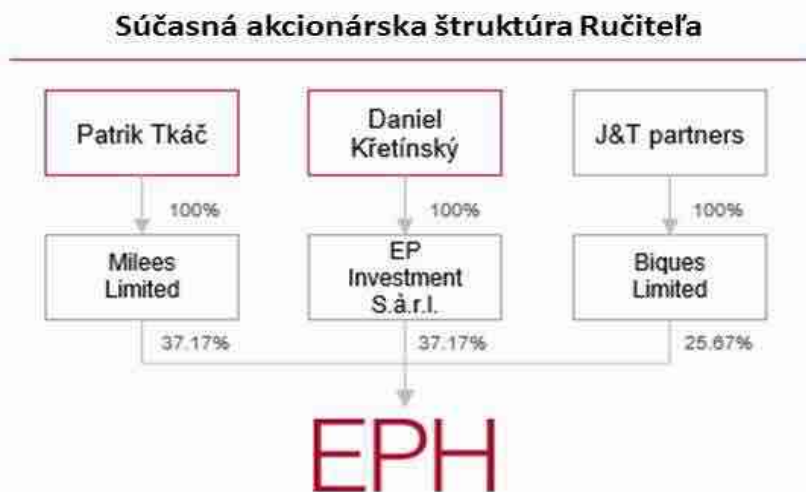 Súčasná akcionárska štruktúra Ručiteľa
Patrik Tkáč
Daniel
Křetínský
J&T partners
100%
100%
100%
Milees
Limited
EP
Investment
S.à.r.l.
Biques
Limited
37.17%
37.17%
25.67%
EPH